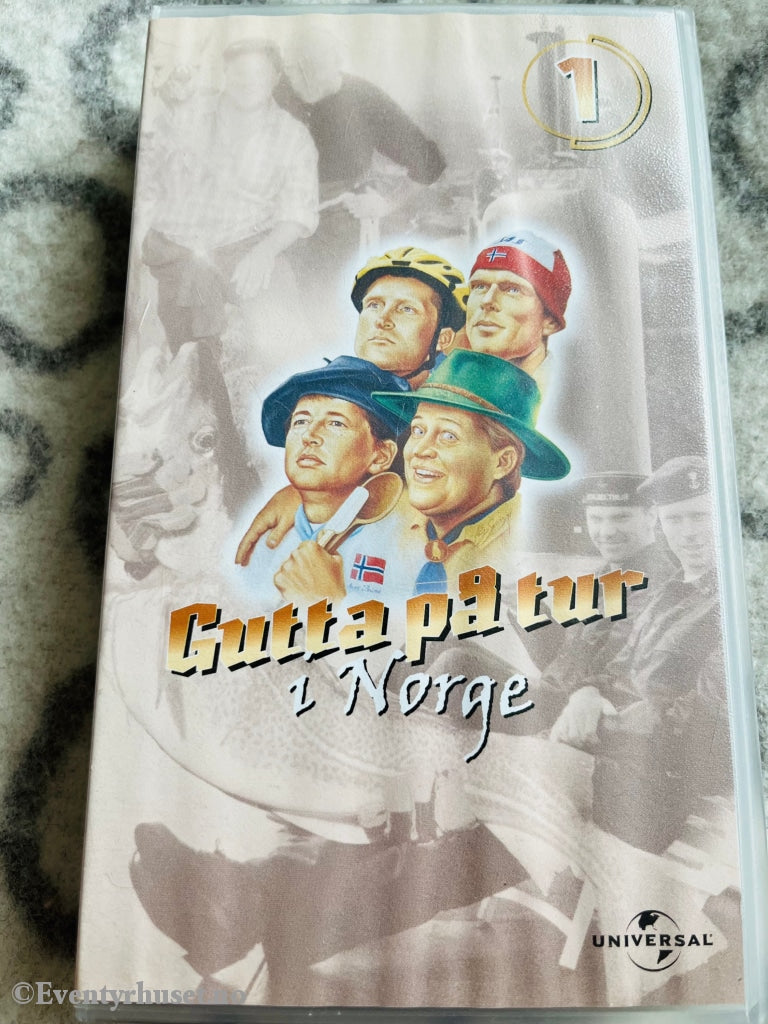 1
Gutta på tur
i Norge
UNIVERSAL
©Eventyrhuset.no